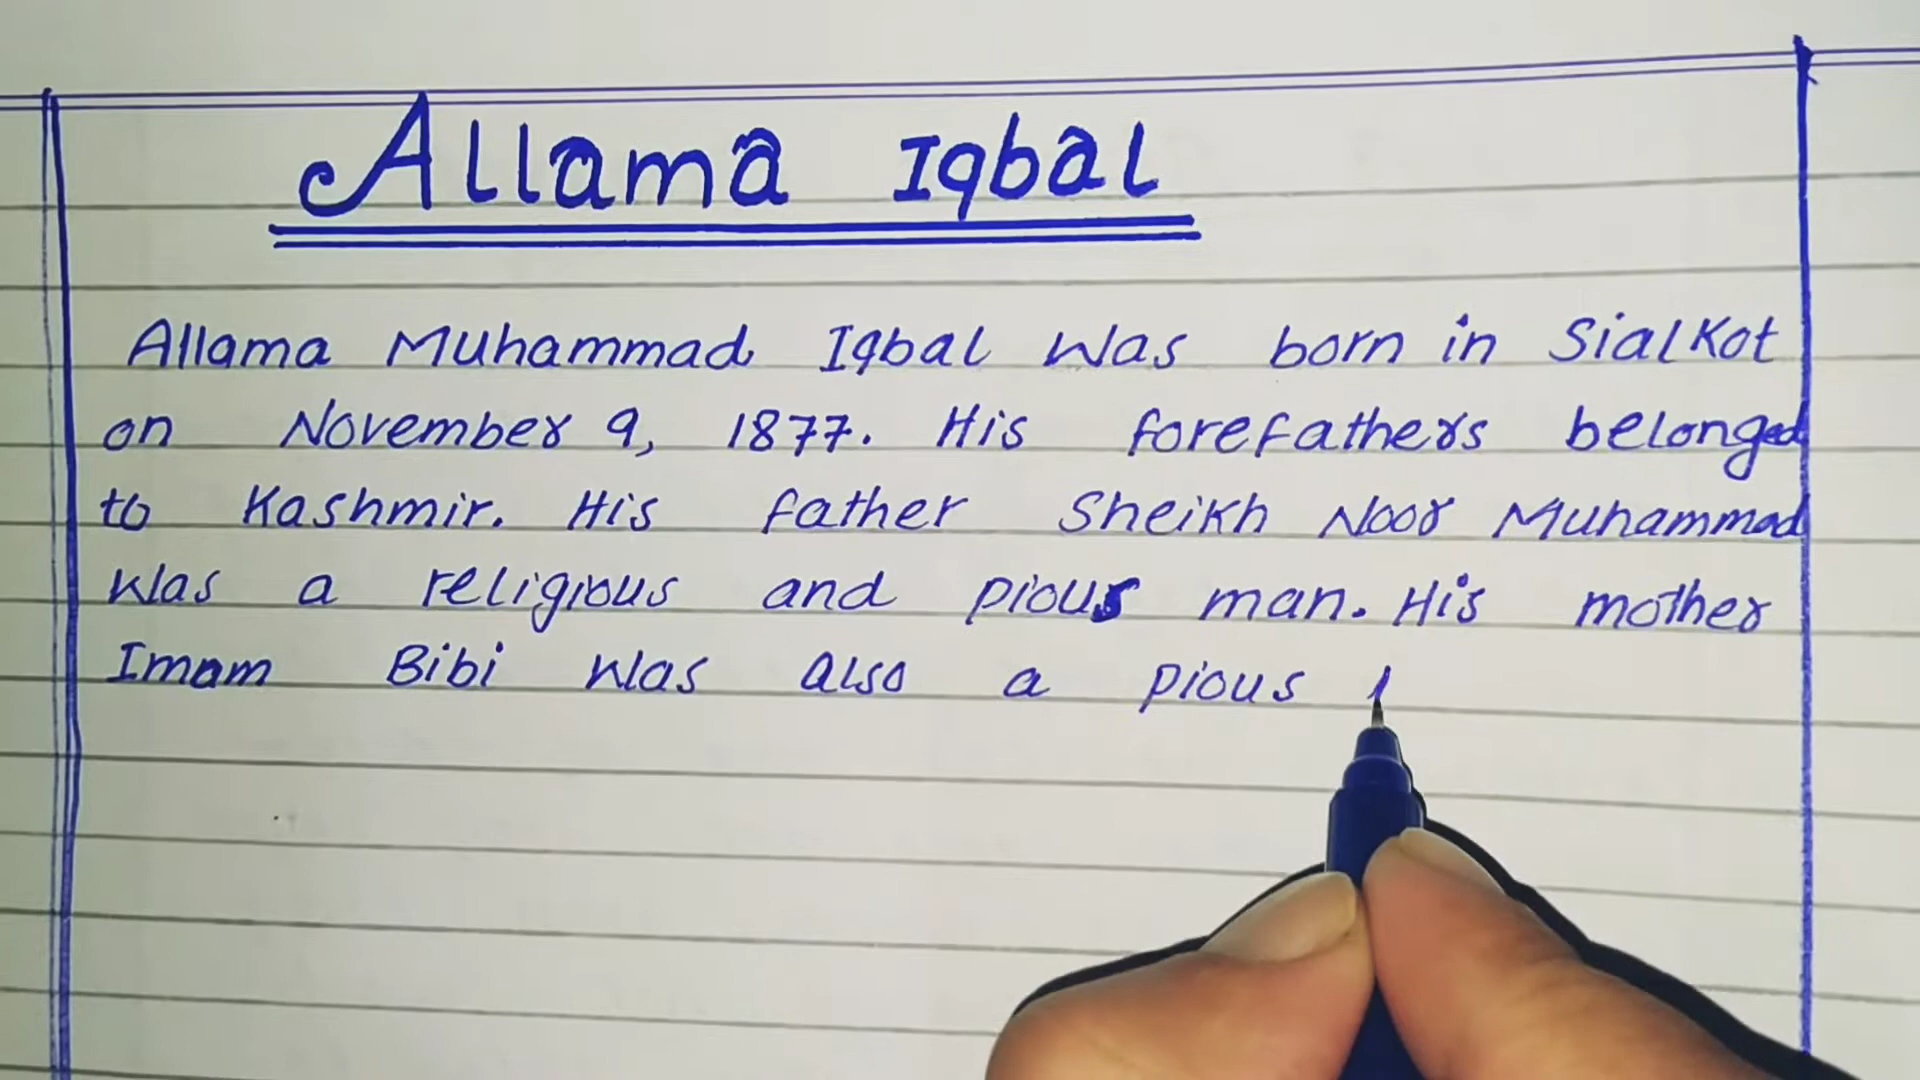 Allama Iqbal
Allama Muhammad Iqbal was born in Sialkot
on November 9, 1877. His forefathers belonged
to Kashmir. His father Sheikh Noor Muhammad
was a religious and pious man. His mother
Imam Bibi was also a pious